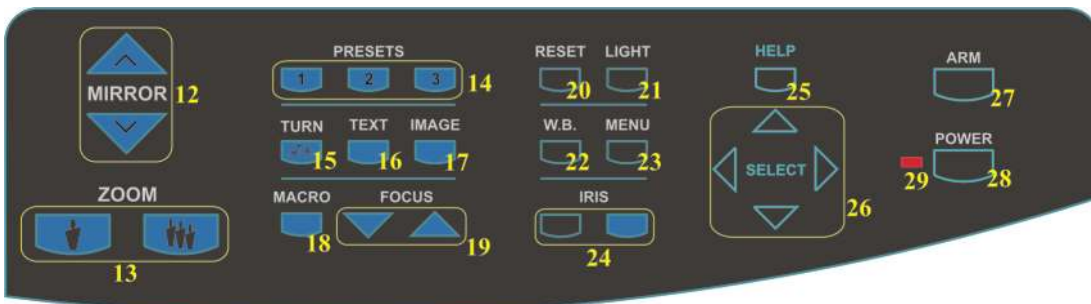 MIRROR 12
ZOOM
13
PRESETS
1 2 3 14
TURN TEXT IMAGE
15 16 17
MACRO FOCUS
18 19
RESET LIGHT
20 21
W.B. MENU
22 23
IRIS
24
HELP
25
SELECT
26
ARM
27
POWER
29 28